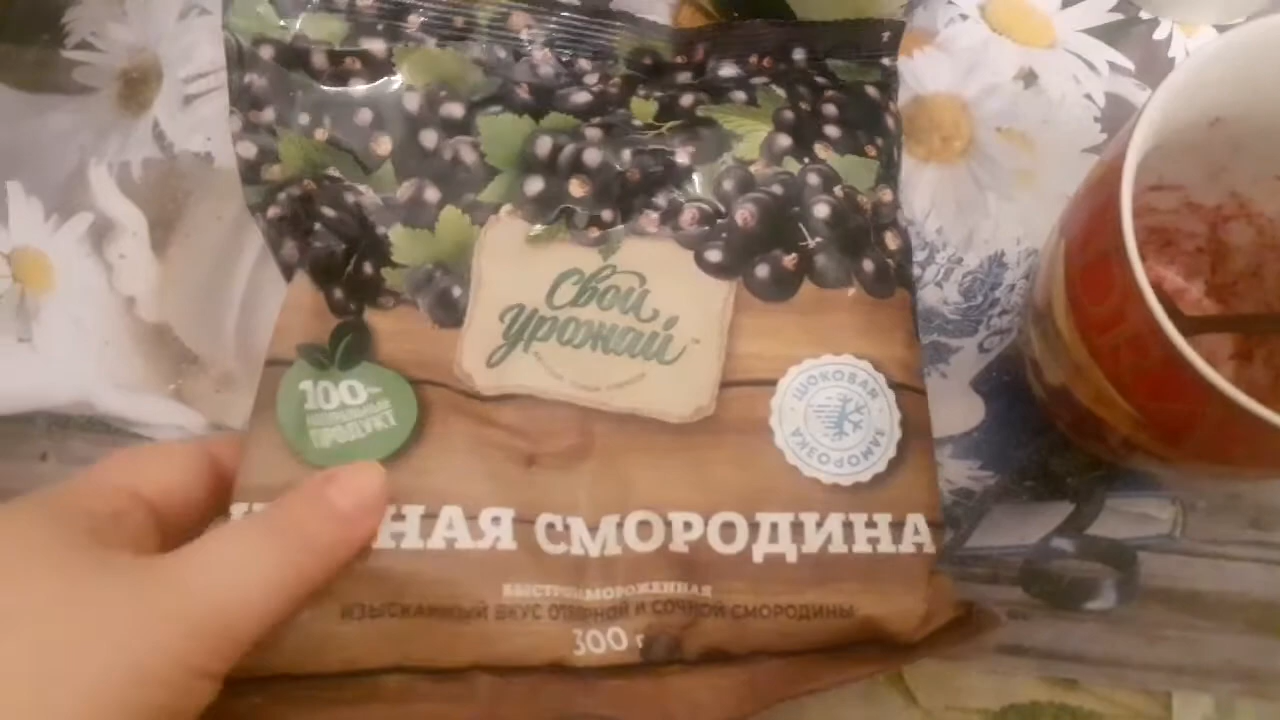 Свой
урожай
100%
НАТУРАЛЬНЫЙ
ПРОДУКТ
ШОКОВАЯ
ЗАМОРОЗКА
НАЯ СМОРОДИНА
БЫСТРОЗАМОРОЖЕННАЯ
ИЗЫСКАННЫЙ ВКУС ОТБОРНОЙ И СОЧНОЙ СМОРОДИНЫ
300 г